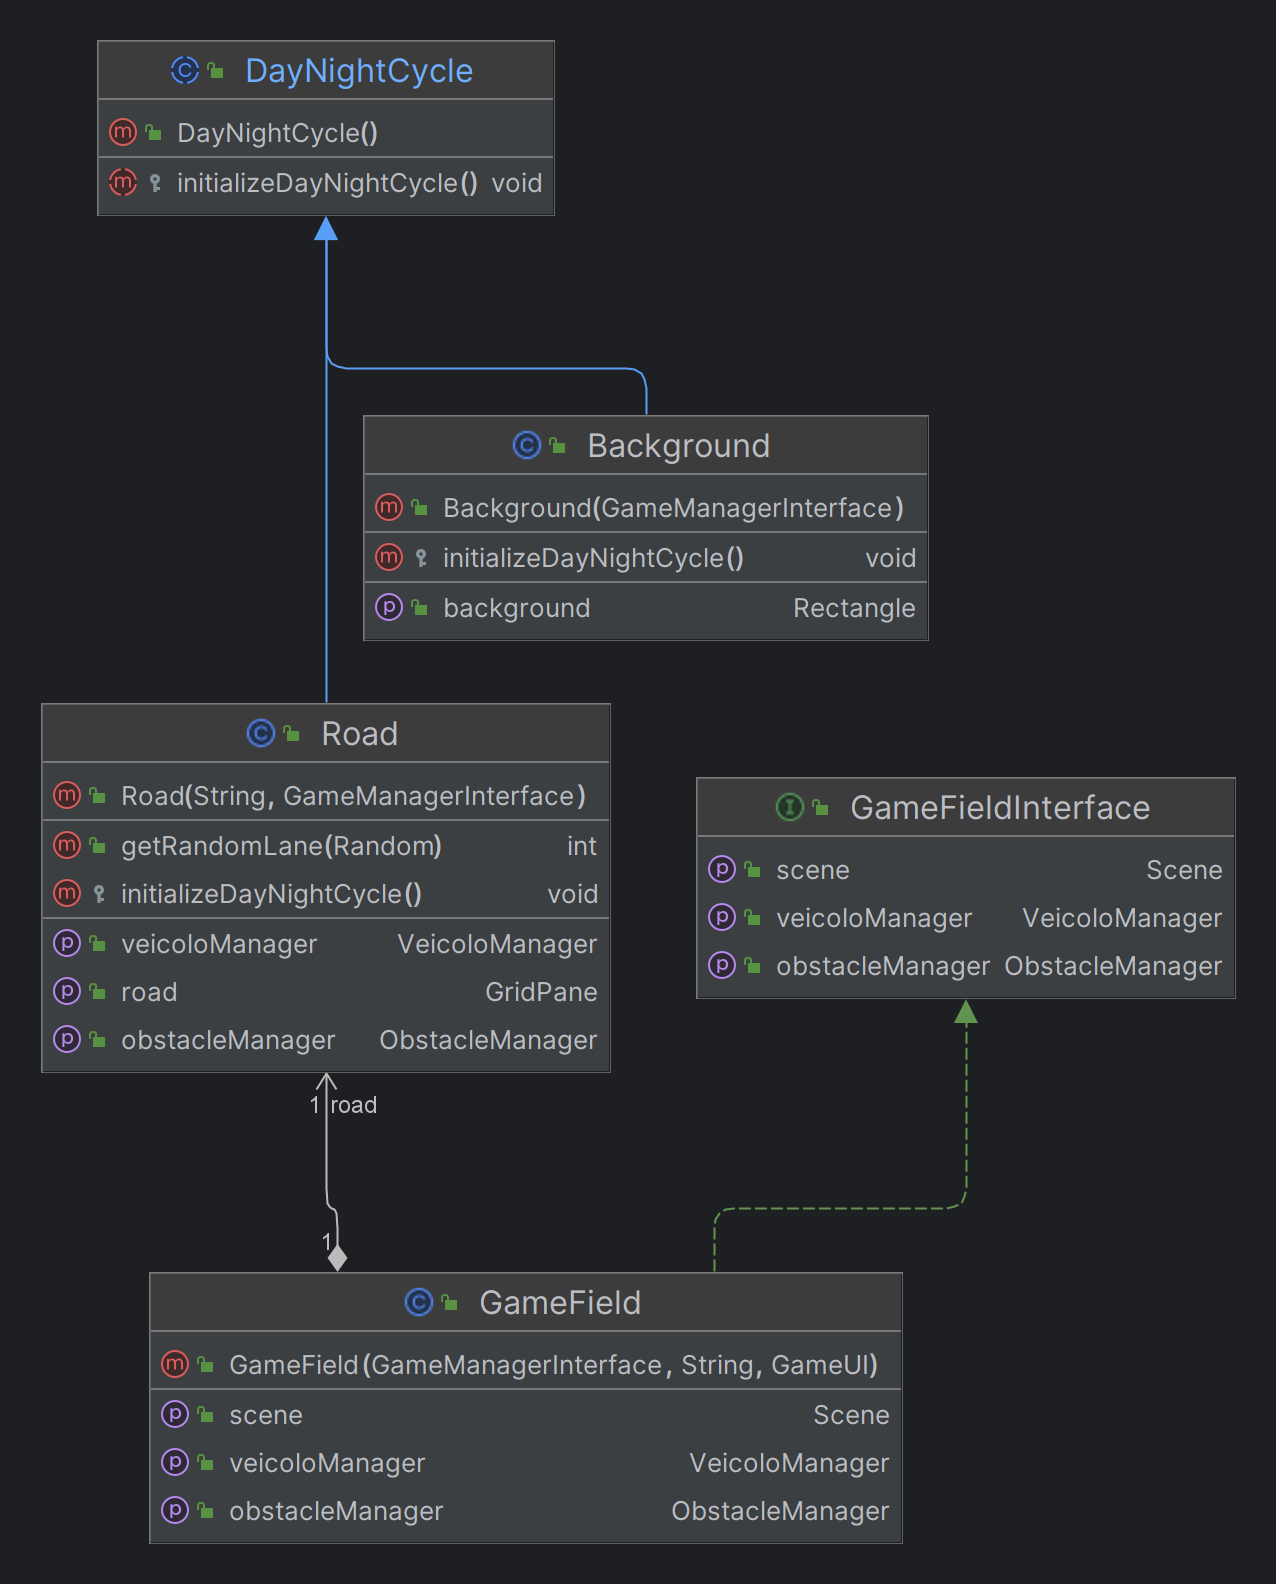 DayNightCycle
DayNightCycle()
initializeDayNightCycle() void
Background
Background(GameManagerInterface)
initializeDayNightCycle() void
background Rectangle
Road
Road(String, GameManagerInterface)
getRandomLane(Random) int
initializeDayNightCycle() void
veicoloManager VeicoloManager
road GridPane
obstacleManager ObstacleManager
GameFieldInterface
scene Scene
veicoloManager VeicoloManager
obstacleManager ObstacleManager
1 road
1
GameField
GameField(GameManagerInterface, String, GameUI)
scene Scene
veicoloManager VeicoloManager
obstacleManager ObstacleManager